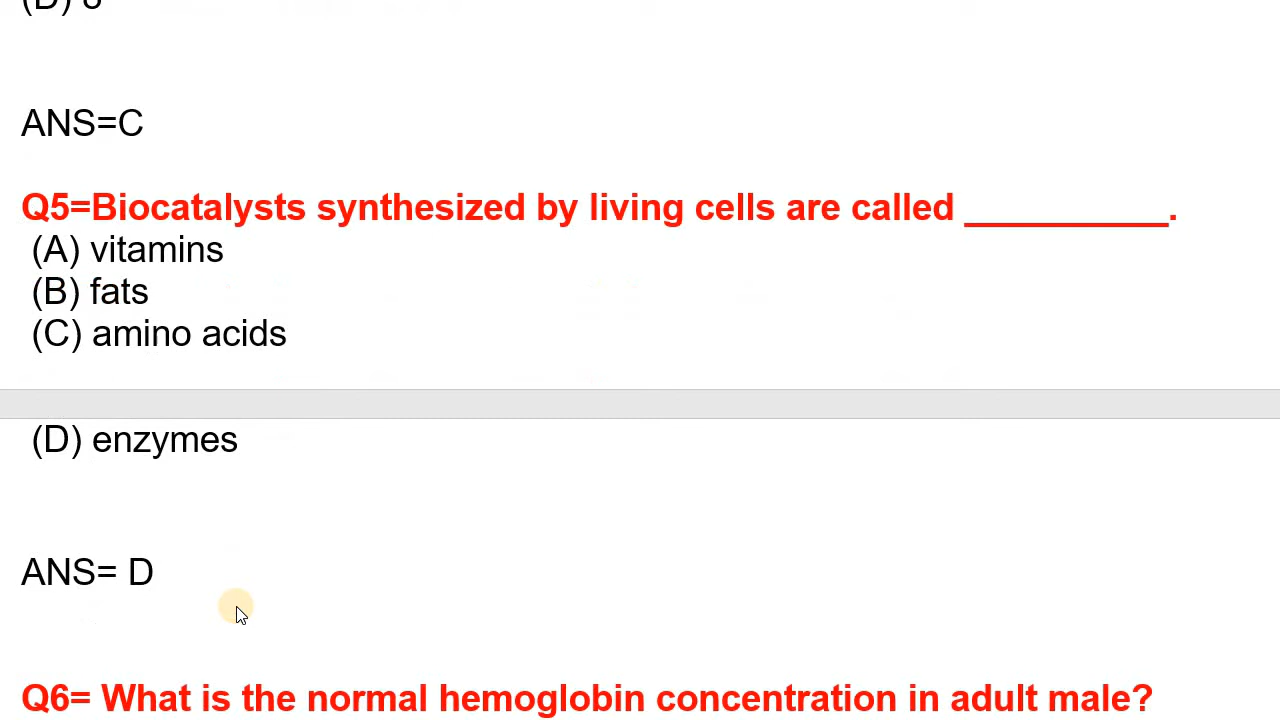 (D) 8
ANS=C
Q5=Biocatalysts synthesized by living cells are called ___________.
(A) vitamins
(B) fats
(C) amino acids
(D) enzymes
ANS= D
Q6= What is the normal hemoglobin concentration in adult male?